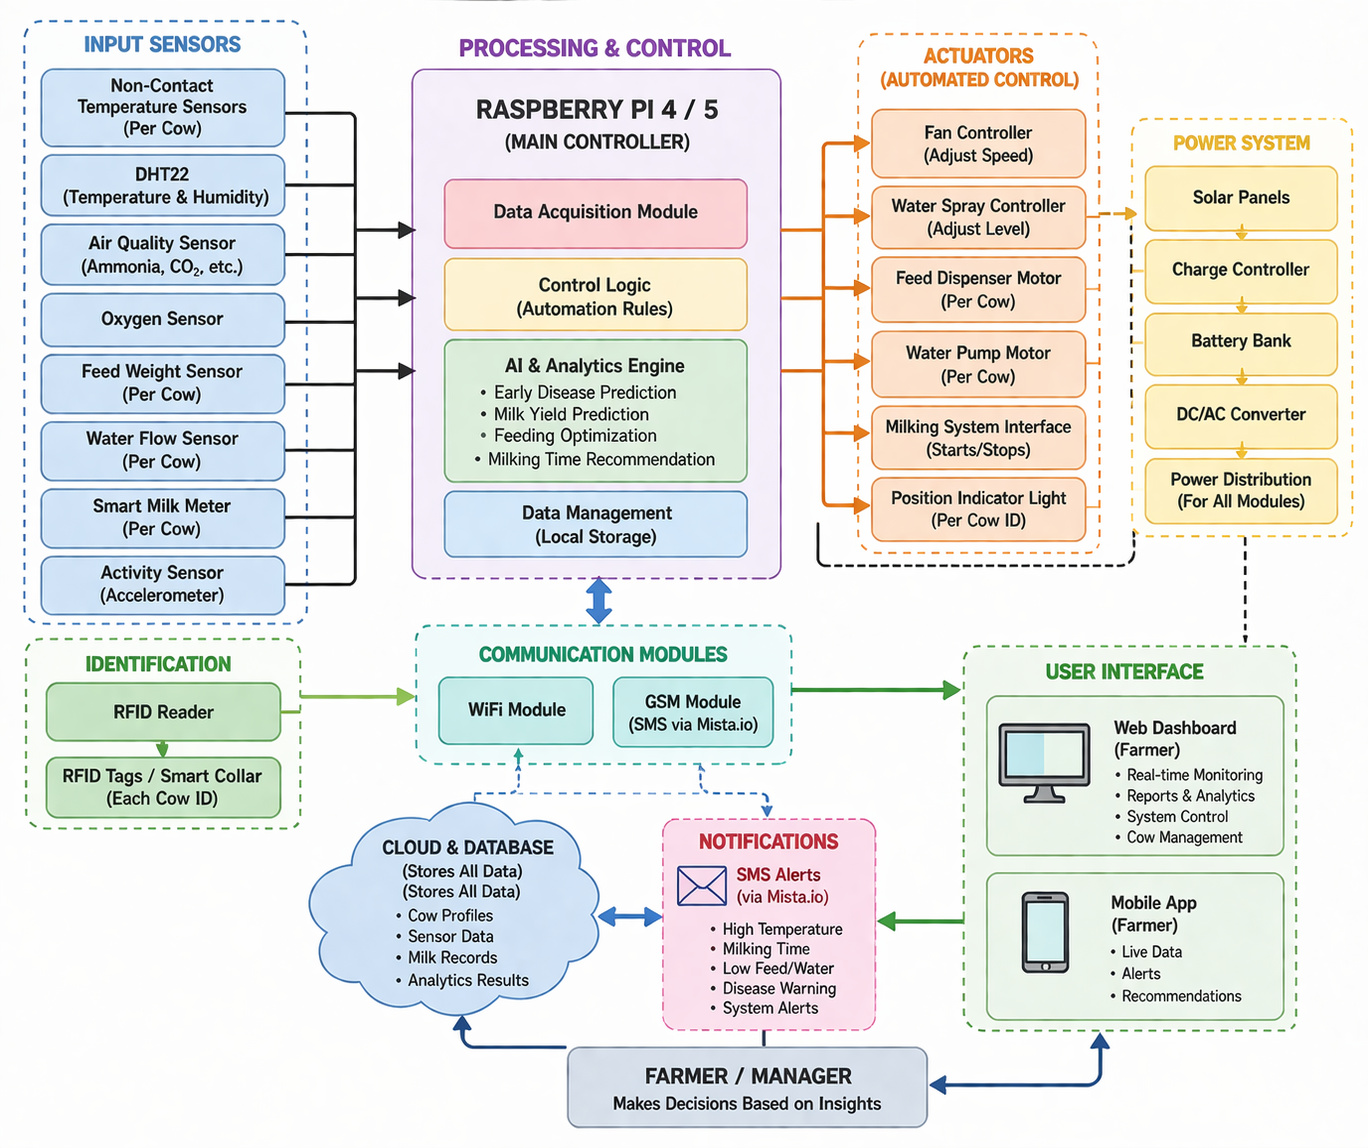 INPUT SENSORS
Non-Contact
Temperature Sensors
(Per Cow)
DHT22
(Temperature & Humidity)
Air Quality Sensor
(Ammonia, CO₂, etc.)
Oxygen Sensor
Feed Weight Sensor
(Per Cow)
Water Flow Sensor
(Per Cow)
Smart Milk Meter
(Per Cow)
Activity Sensor
(Accelerometer)
IDENTIFICATION
RFID Reader
RFID Tags / Smart Collar
(Each Cow ID)
PROCESSING & CONTROL
RASPBERRY PI 4 / 5
(MAIN CONTROLLER)
Data Acquisition Module
Control Logic
(Automation Rules)
AI & Analytics Engine
• Early Disease Prediction
• Milk Yield Prediction
• Feeding Optimization
• Milking Time Recommendation
Data Management
(Local Storage)
ACTUATORS
(AUTOMATED CONTROL)
Fan Controller
(Adjust Speed)
Water Spray Controller
(Adjust Level)
Feed Dispenser Motor
(Per Cow)
Water Pump Motor
(Per Cow)
Milking System Interface
(Starts/Stops)
Position Indicator Light
(Per Cow ID)
POWER SYSTEM
Solar Panels
Charge Controller
Battery Bank
DC/AC Converter
Power Distribution
(For All Modules)
COMMUNICATION MODULES
WiFi Module
GSM Module
(SMS via Mista.io)
USER INTERFACE
Web Dashboard
(Farmer)
• Real-time Monitoring
• Reports & Analytics
• System Control
• Cow Management
Mobile App
(Farmer)
• Live Data
• Alerts
• Recommendations
CLOUD & DATABASE
(Stores All Data)
(Stores All Data)
• Cow Profiles
• Sensor Data
• Milk Records
• Analytics Results
NOTIFICATIONS
SMS Alerts
(via Mista.io)
• High Temperature
• Milking Time
• Low Feed/Water
• Disease Warning
• System Alerts
FARMER / MANAGER
Makes Decisions Based on Insights